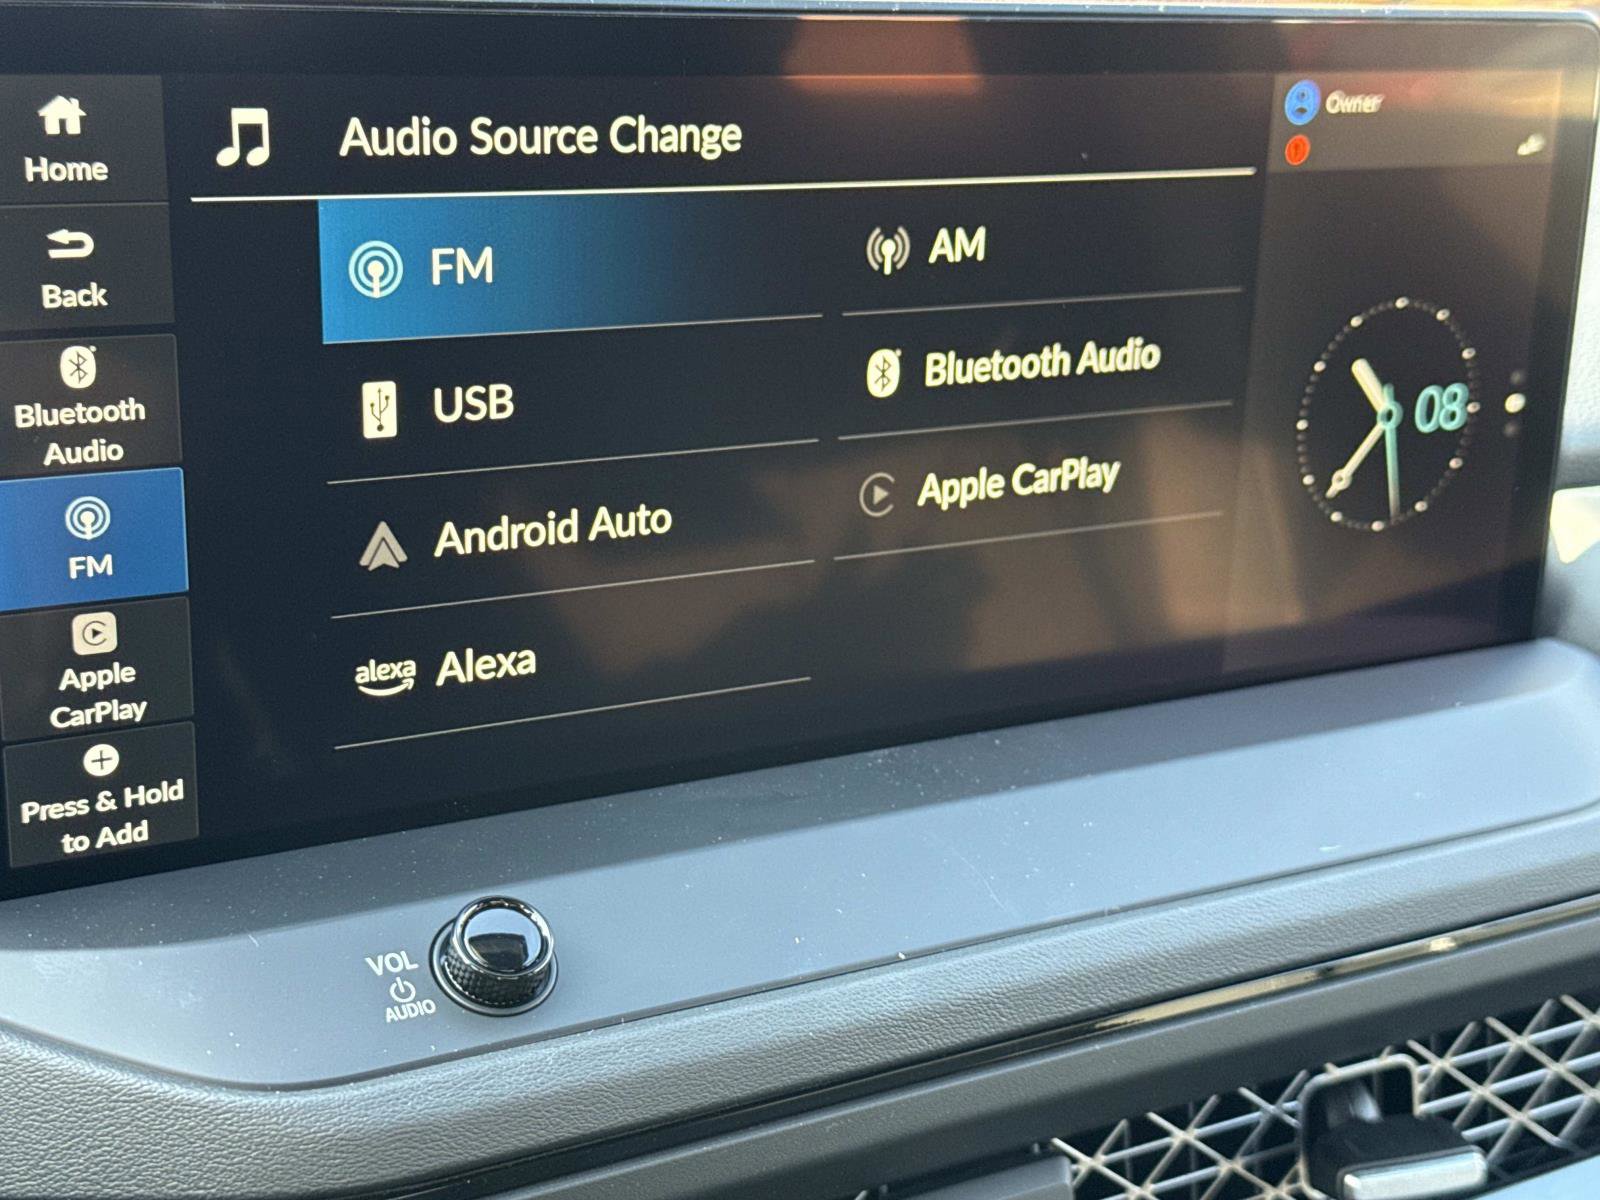 Home
Back
Bluetooth
Audio
FM
Apple
CarPlay
Press & Hold
to Add
Audio Source Change
FM
AM
USB
Bluetooth Audio
Android Auto
Apple CarPlay
alexa Alexa
Owner
08
VOL
AUDIO